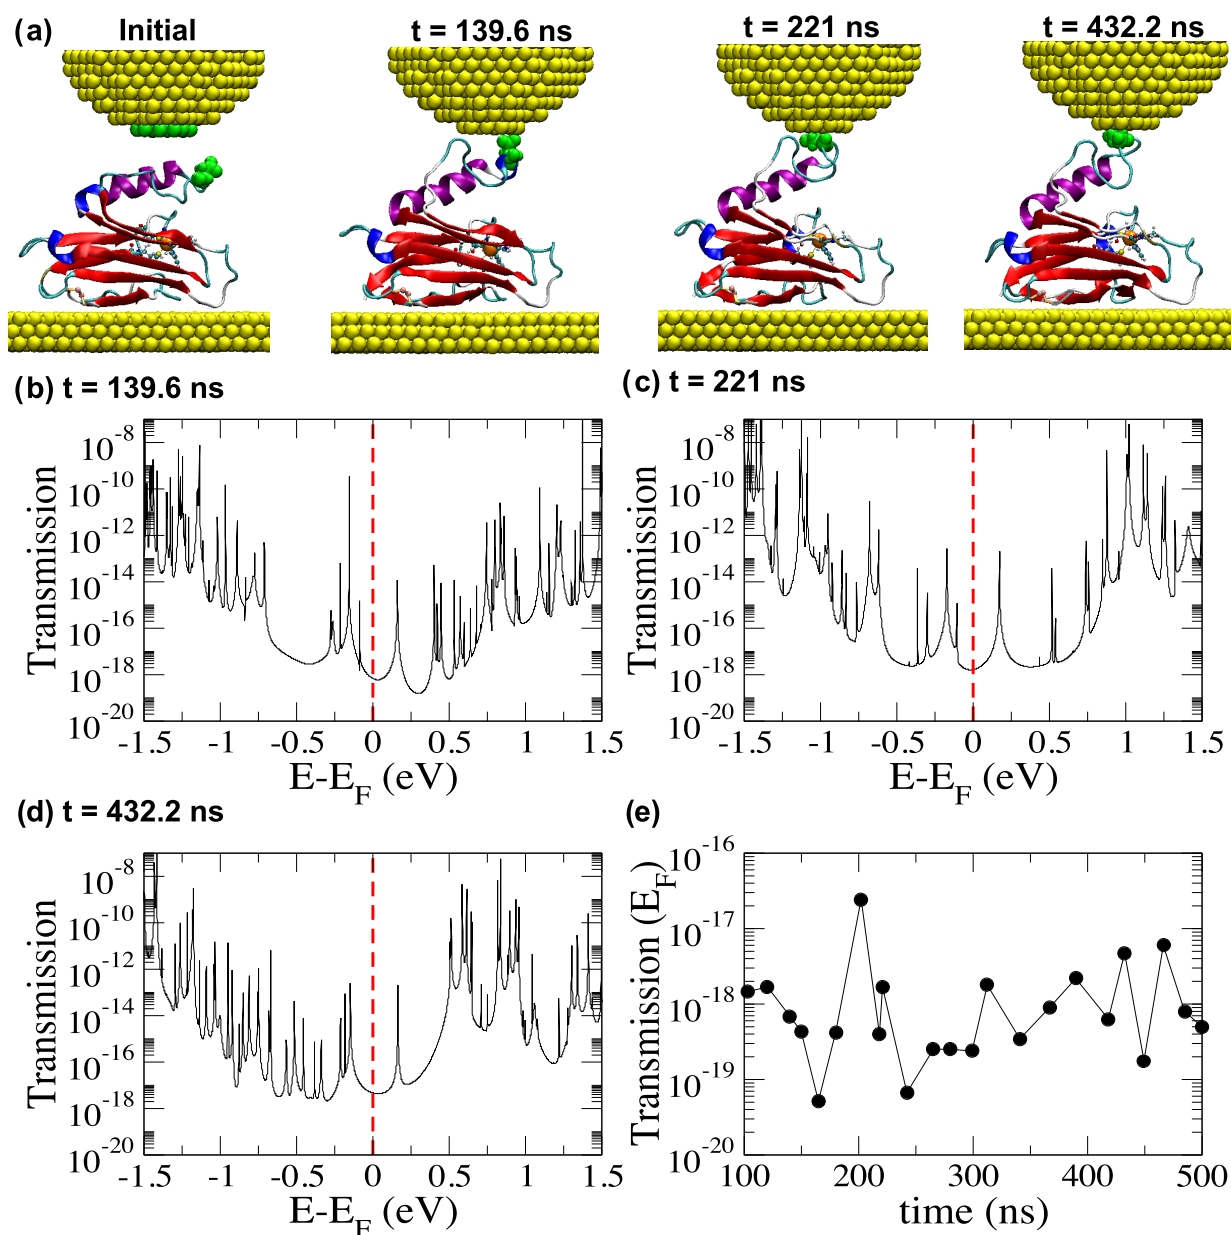 (a) Initial t = 139.6 ns t = 221 ns t = 432.2 ns
(b) t = 139.6 ns
Transmission
10-8
10-10
10-12
10-14
10-16
10-18
10-20
-1.5 -1 -0.5 0 0.5 1 1.5
E-EF (eV)
(c) t = 221 ns
Transmission
10-8
10-10
10-12
10-14
10-16
10-18
10-20
-1.5 -1 -0.5 0 0.5 1 1.5
E-EF (eV)
(d) t = 432.2 ns
Transmission
10-8
10-10
10-12
10-14
10-16
10-18
10-20
-1.5 -1 -0.5 0 0.5 1 1.5
E-EF (eV)
(e)
Transmission (EF)
10-16
10-17
10-18
10-19
10-20
100 200 300 400 500
time (ns)